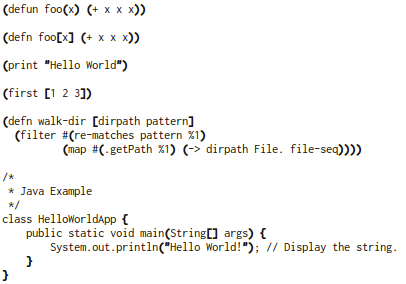 (defun foo(x) (+ x x x))
(defn foo[x] (+ x x x))
(print "Hello World")
(first [1 2 3])
(defn walk-dir [dirpath pattern]
  (filter #(re-matches pattern %1)
          (map #(.getPath %1) (-> dirpath File. file-seq))))
/*
 * Java Example
 */
class HelloWorldApp {
    public static void main(String[] args) {
        System.out.println("Hello World!"); // Display the string.
    }
}